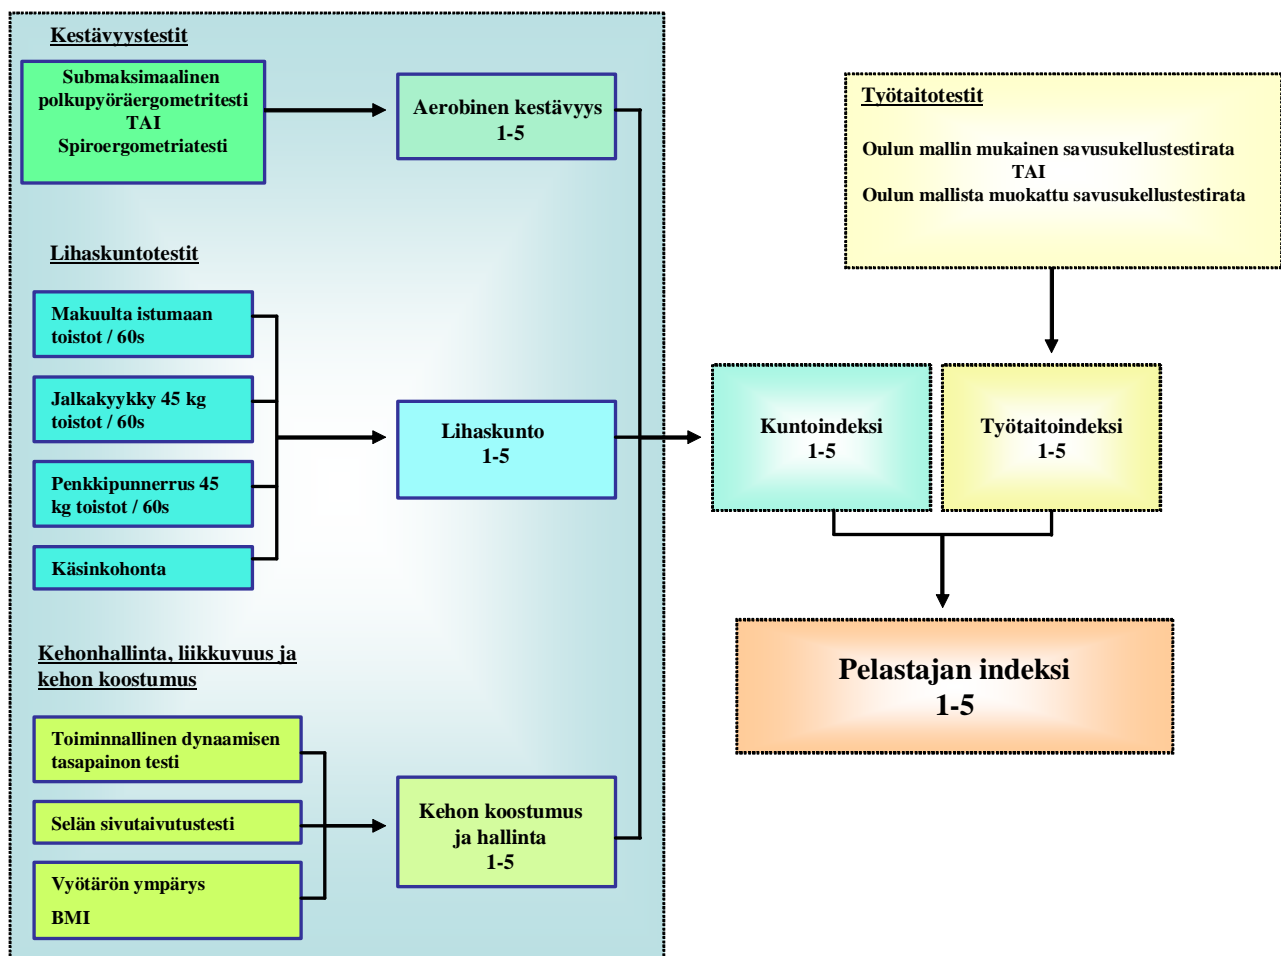 Kestävyystestit
Submaksimaalinen
polkupyöräergometritesti
TAI
Spiroergometriatesti
Aerobinen kestävyys
1-5
Lihaskuntotestit
Makuulta istumaan
toistot / 60s
Jalkakyykky 45 kg
toistot / 60s
Penkkipunnerrus 45
kg toistot / 60s
Käsinkohonta
Lihaskunto
1-5
Kehonhallinta, liikkuvuus ja
kehon koostumus
Toiminnallinen dynaamisen
tasapainon testi
Selän sivutaivutustesti
Vyötärön ympärys
BMI
Kehon koostumus
ja hallinta
1-5
Työtaitotestit
Oulun mallin mukainen savusukellustestirata
TAI
Oulun mallista muokattu savusukellustestirata
Kuntoindeksi
1-5
Työtaitoindeksi
1-5
Pelastajan indeksi
1-5